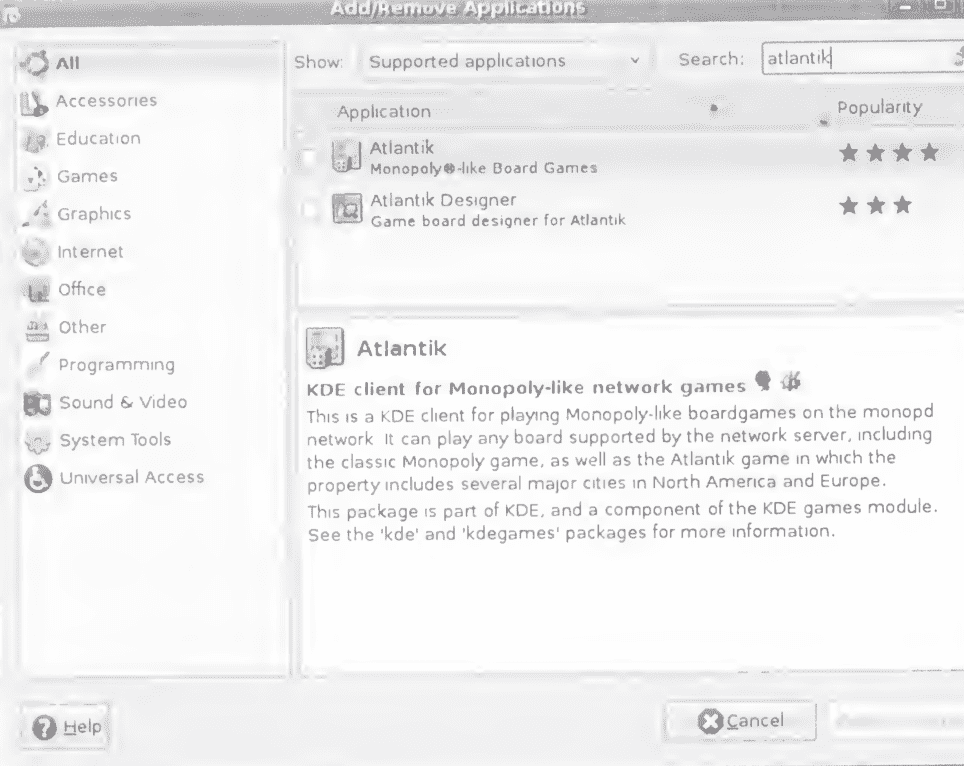 Add/Remove Applications
All
Accessories
Education
Games
Graphics
Internet
Office
Other
Programming
Sound & Video
System Tools
Universal Access
Show: Supported applications Search: atlantik
Application Popularity
Atlantik
Monopoly®-like Board Games
Atlantik Designer
Game board designer for Atlantik
Atlantik
KDE client for Monopoly-like network games
This is a KDE client for playing Monopoly-like boardgames on the monopd
network. It can play any board supported by the network server, including
the classic Monopoly game, as well as the Atlantik game in which the
property includes several major cities in North America and Europe.
This package is part of KDE, and a component of the KDE games module.
See the 'kde' and 'kdegames' packages for more information.
Help
Cancel